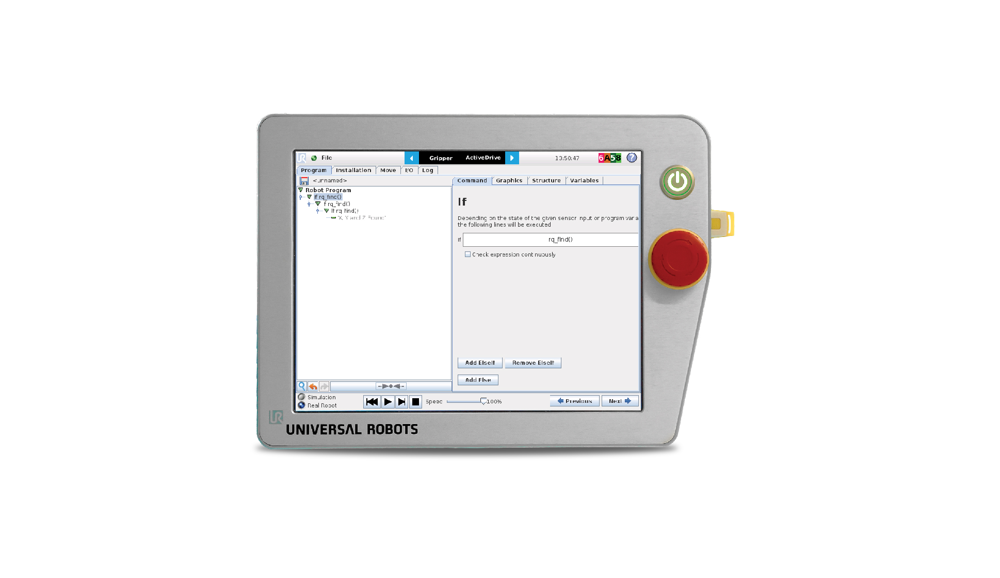 File
Gripper
ActiveDrive
13:50:47
6A58
?
Program
Installation
Move
I/O
Log
<unnamed>
Command
Graphics
Structure
Variables
Robot Program
If rq_find()
If rq_find()
If rq_find()
'X, Y and Z Found'
If
Depending on the state of the given sensor input or program varia
the following lines will be executed
If
rq_find()
Check expression continuously
Add ElseIf
Remove ElseIf
Add Else
Simulation
Real Robot
Speed
100%
Previous
Next
UR
UNIVERSAL ROBOTS